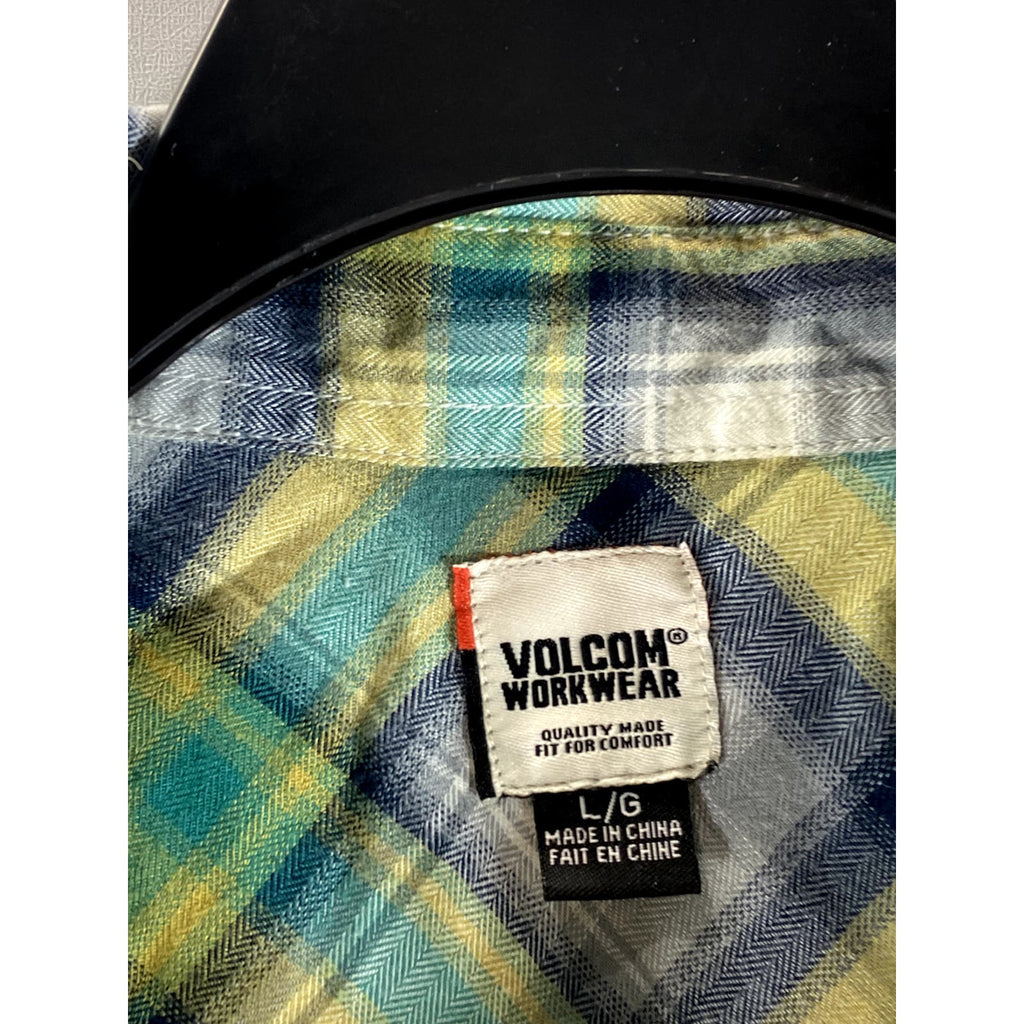 VOLCOM®
WORKWEAR
QUALITY MADE
FIT FOR COMFORT
L/G
MADE IN CHINA
FAIT EN CHINE